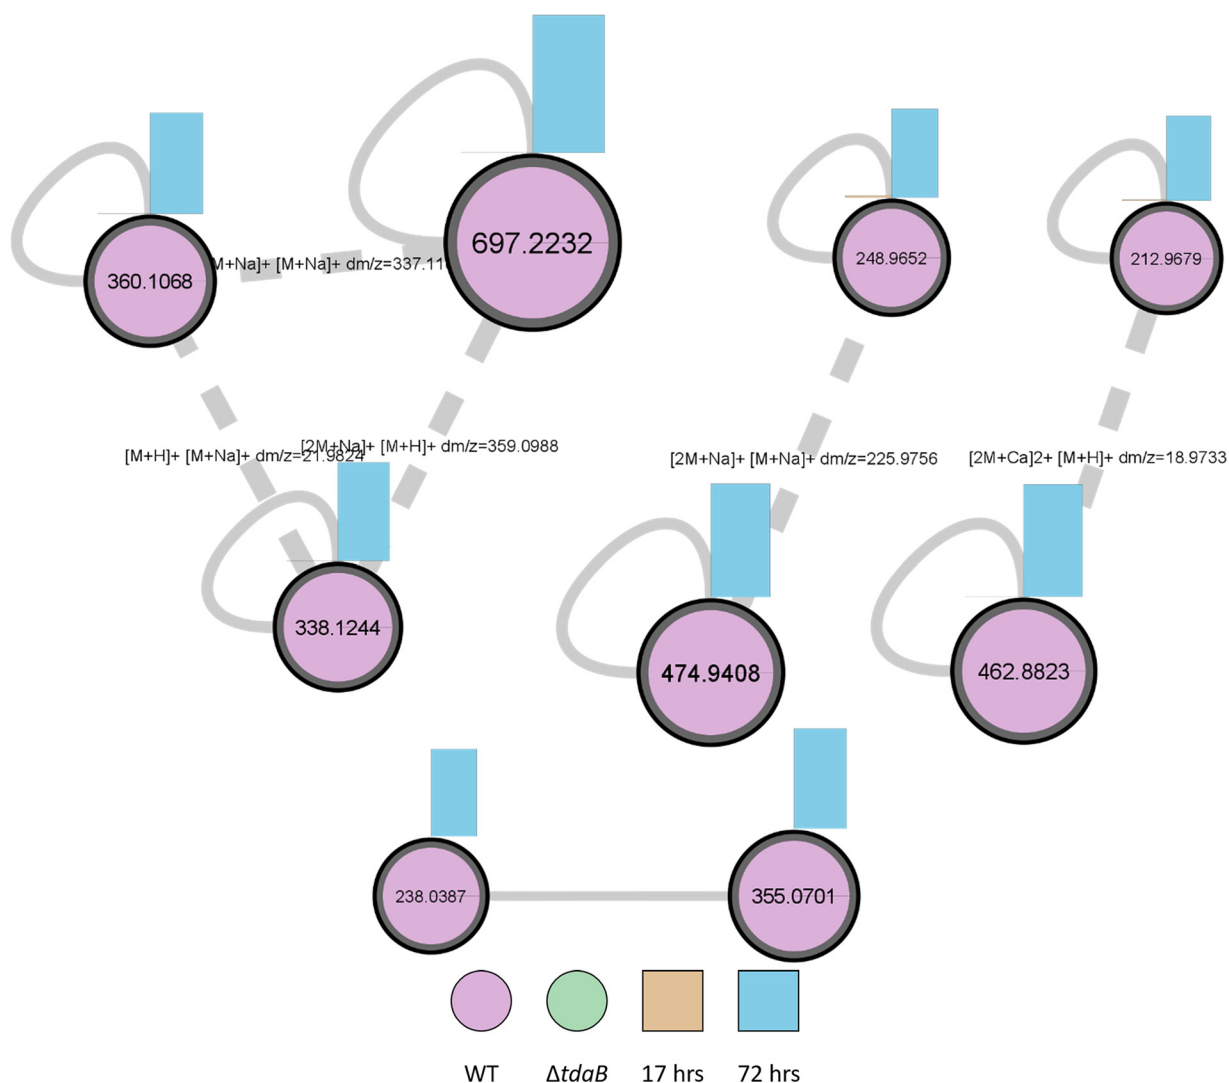 697.2232
360.1068
M+Na]+ [M+Na]+ dm/z=337.11
248.9652
212.9679
[M+H]+ [M+Na]+ dm/z=21.9824
[2M+Na]+ [M+H]+ dm/z=359.0988
[2M+Na]+ [M+Na]+ dm/z=225.9756
[2M+Ca]2+ [M+H]+ dm/z=18.9733
338.1244
474.9408
462.8823
238.0387
355.0701
WT
ΔtdaB
17 hrs
72 hrs